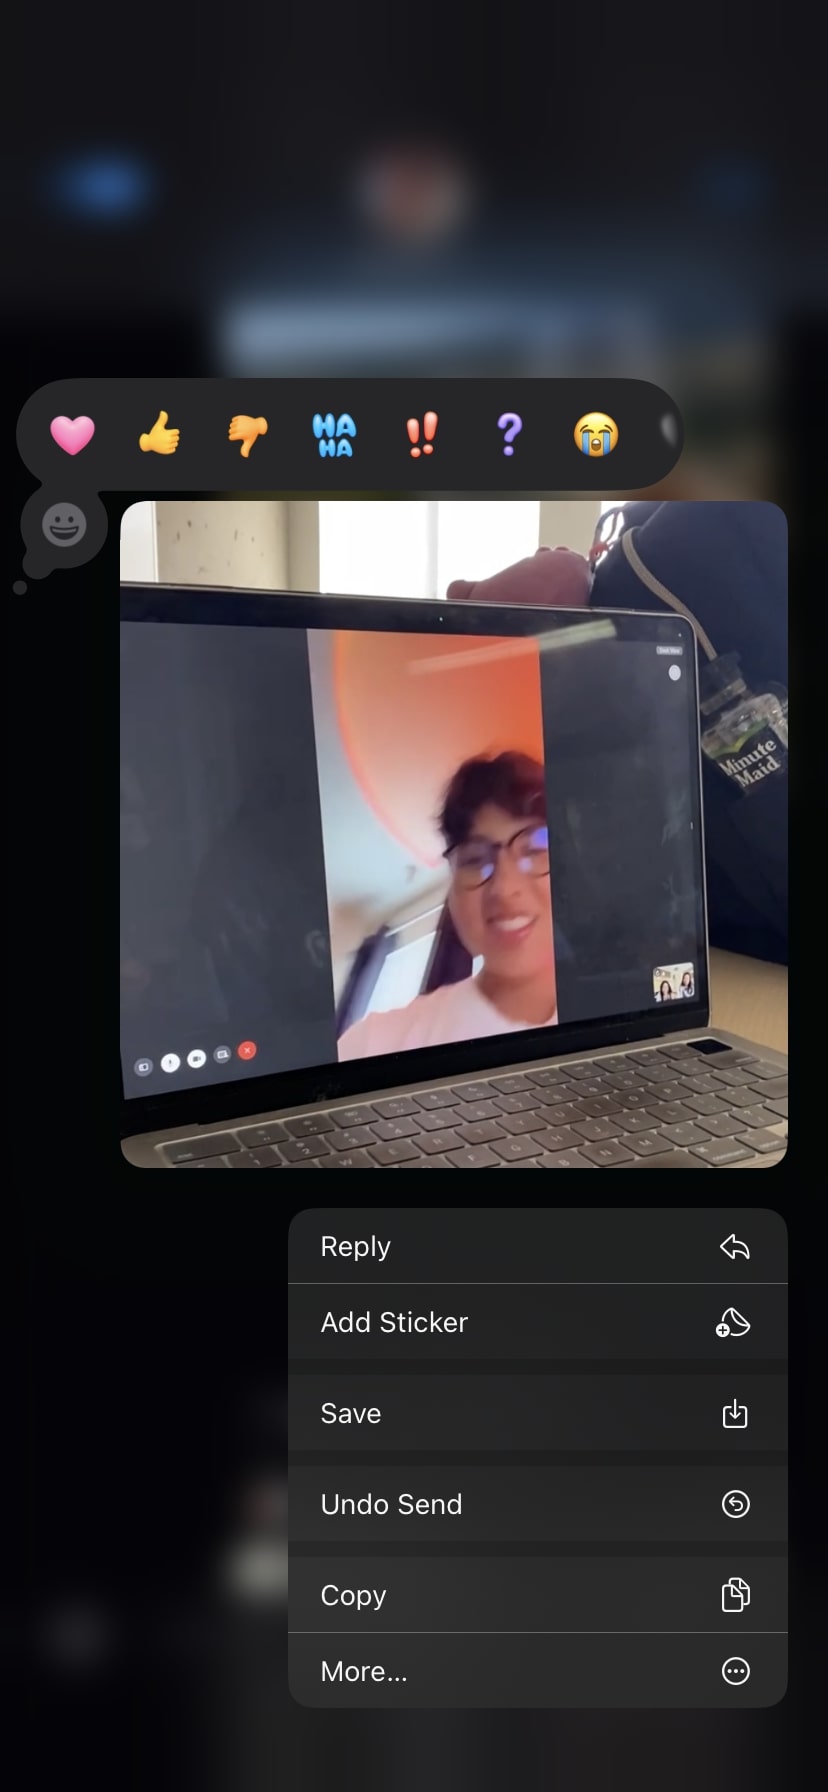 HA
HA
Minute
Maid
Reply
Add Sticker
Save
Undo Send
Copy
More...